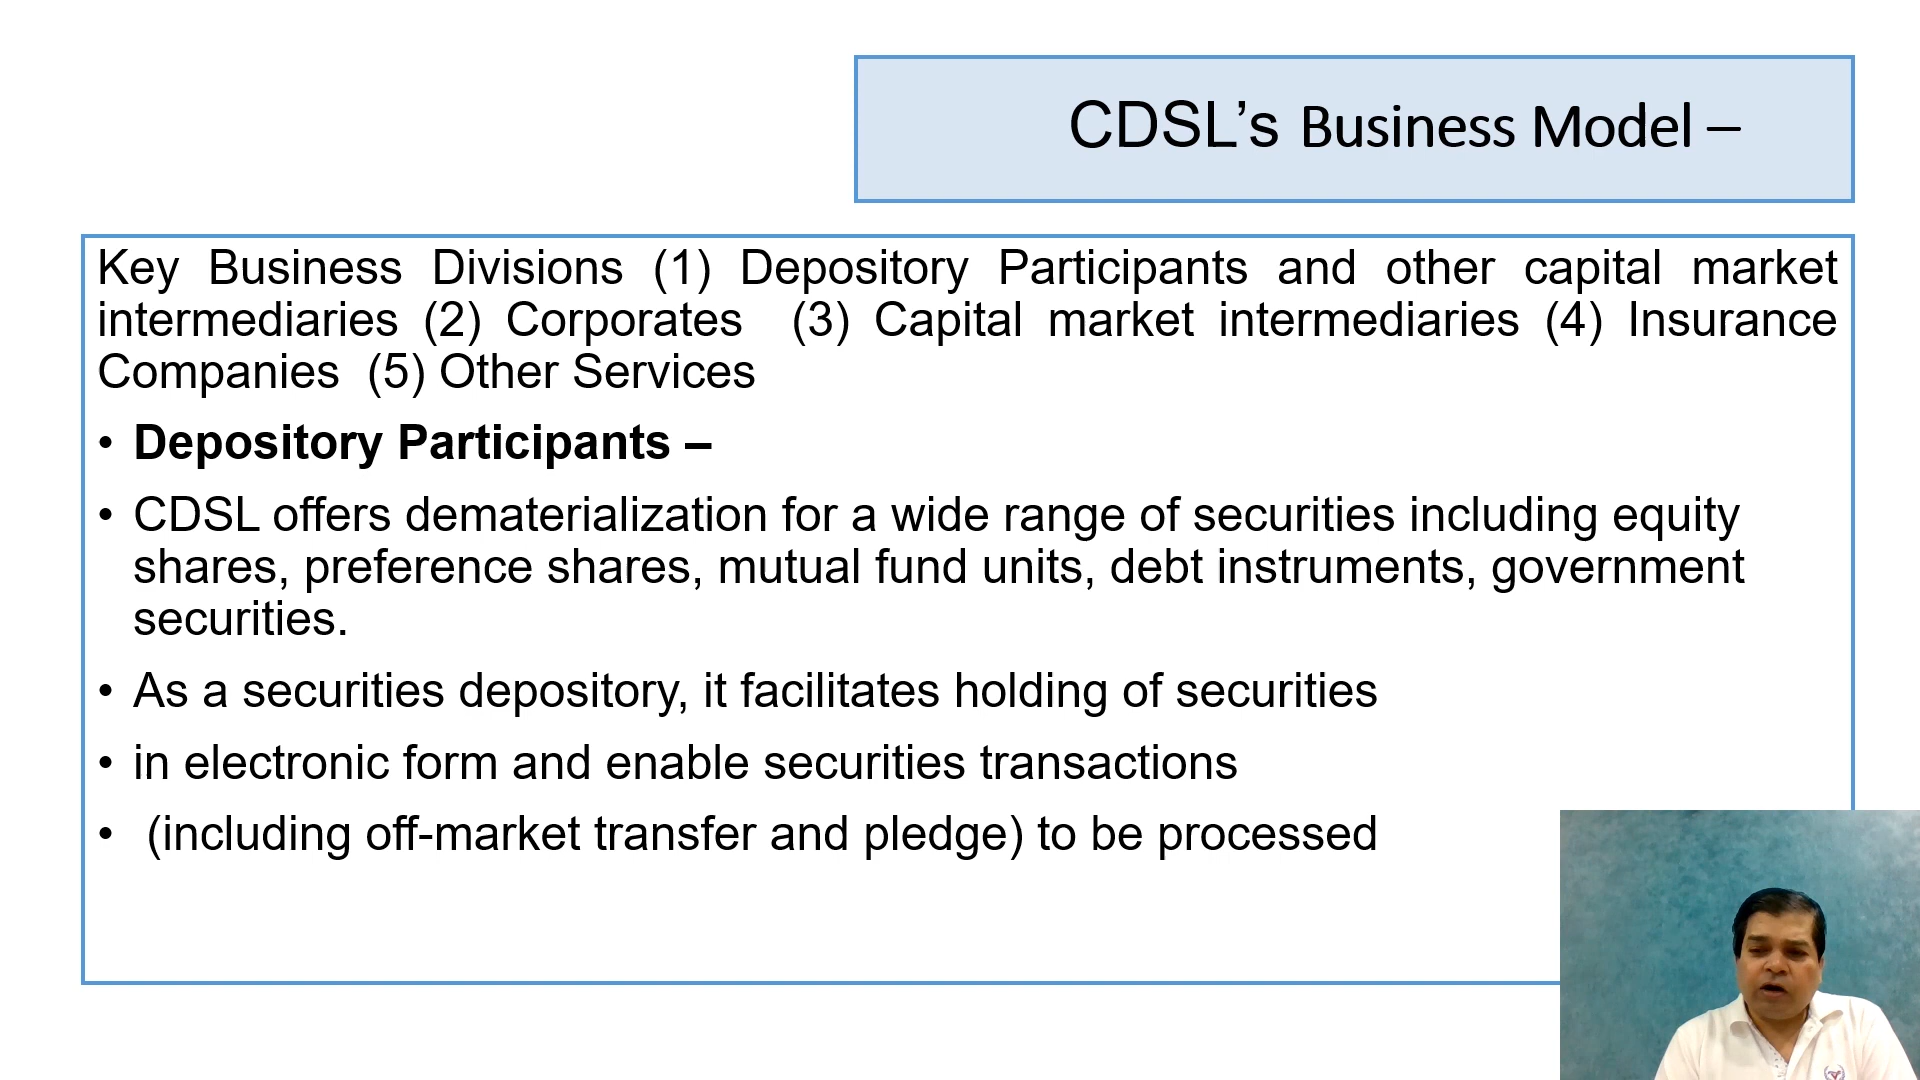 CDSL’s Business Model –
Key Business Divisions (1) Depository Participants and other capital market
intermediaries (2) Corporates (3) Capital market intermediaries (4) Insurance
Companies (5) Other Services
• Depository Participants –
• CDSL offers dematerialization for a wide range of securities including equity
shares, preference shares, mutual fund units, debt instruments, government
securities.
• As a securities depository, it facilitates holding of securities
• in electronic form and enable securities transactions
• (including off-market transfer and pledge) to be processed